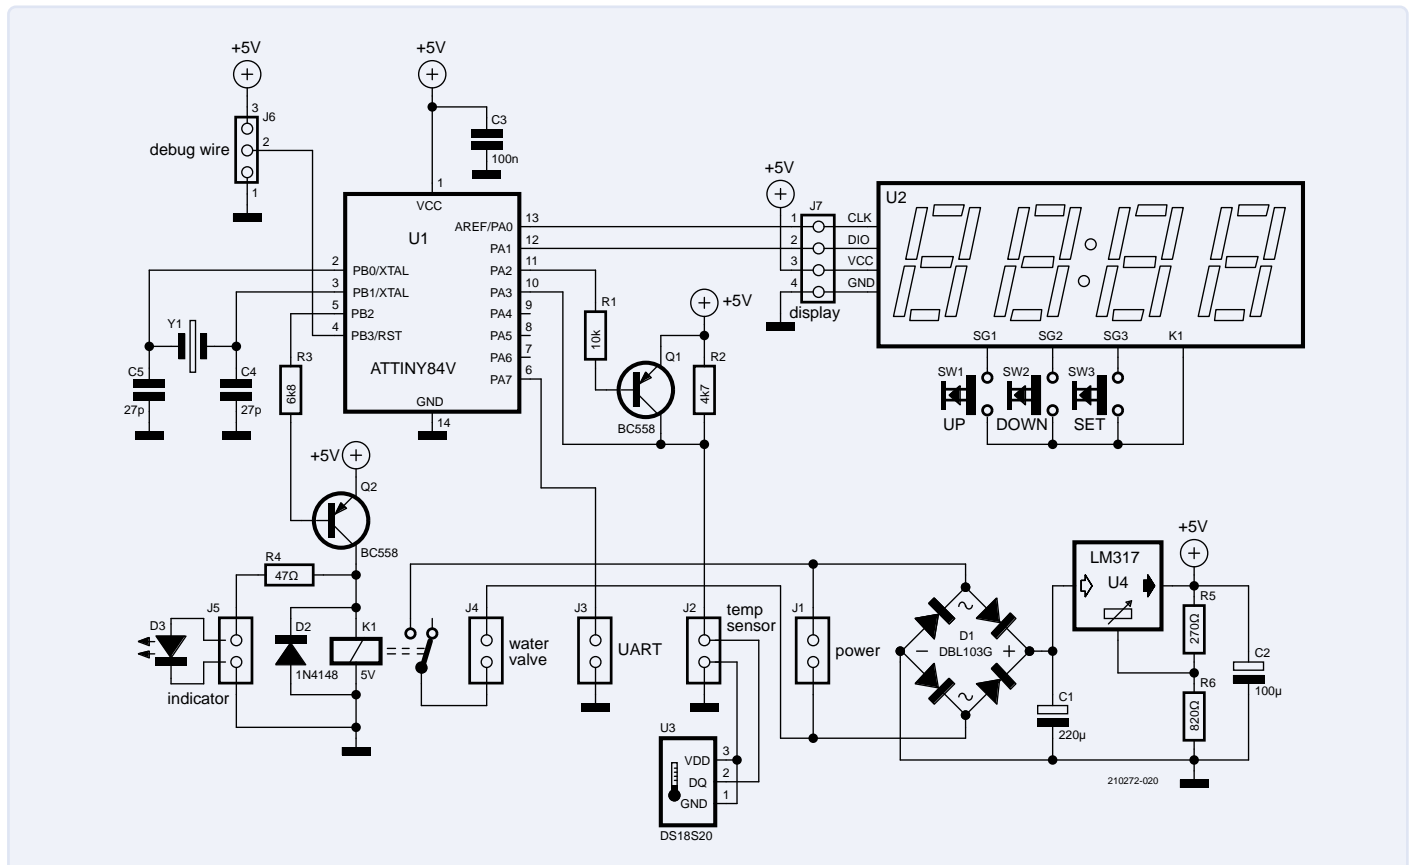 +5V
3
J6
2
debug wire
1
+5V
C3
100n
1
VCC
U1
AREF/PA0
13
PA1
12
PA2
11
PA3
10
PA4
9
PA5
8
PA6
7
PA7
6
2
PB0/XTAL
3
PB1/XTAL
5
PB2
4
PB3/RST
ATTINY84V
GND
14
Y1
C5
27p
C4
27p
R3
6k8
R1
10k
Q1
BC558
+5V
R2
4k7
+5V
J7
1
2
3
4
display
CLK
DIO
VCC
GND
U2
SG1
SG2
SG3
K1
SW1
UP
SW2
DOWN
SW3
SET
+5V
Q2
BC558
R4
47Ω
J5
D3
indicator
D2
1N4148
K1
5V
J4
water
valve
J3
UART
J2
temp
sensor
J1
power
U3
VDD
3
DQ
2
GND
1
DS18S20
~
D1
DBL103G
− +
~
C1
220µ
LM317
U4
+5V
R5
270Ω
R6
820Ω
C2
100µ
210272-020